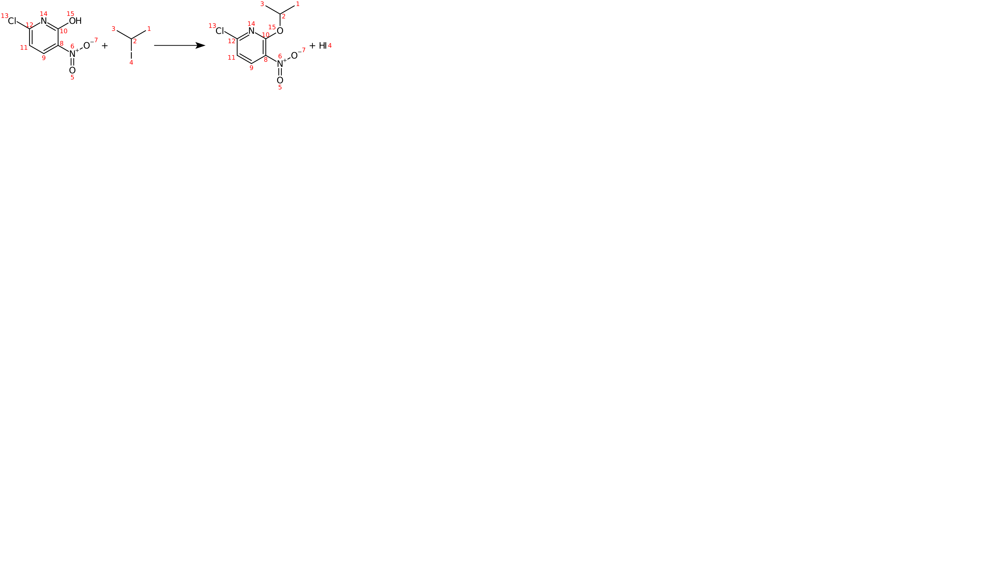 3 1
13 Cl 14 N 15 OH 12 10 2
3 1 14 N 15 O 13 Cl 10
11 8 6 N+ O− 7 + 2 12 + HI 4
9 4 11 8 6 N+ O− 7
O 9
5 O
5